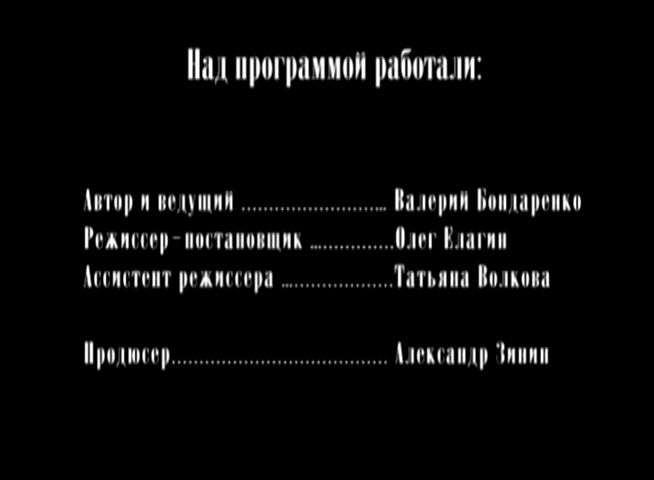 Над программой работали:
Автор и ведущий ........................... Валерий Бондаренко
Режиссер-постановщик ................Олег Елагин
Ассистент режиссера .....................Татьяна Волкова
Продюсер....................................... Александр Зинин